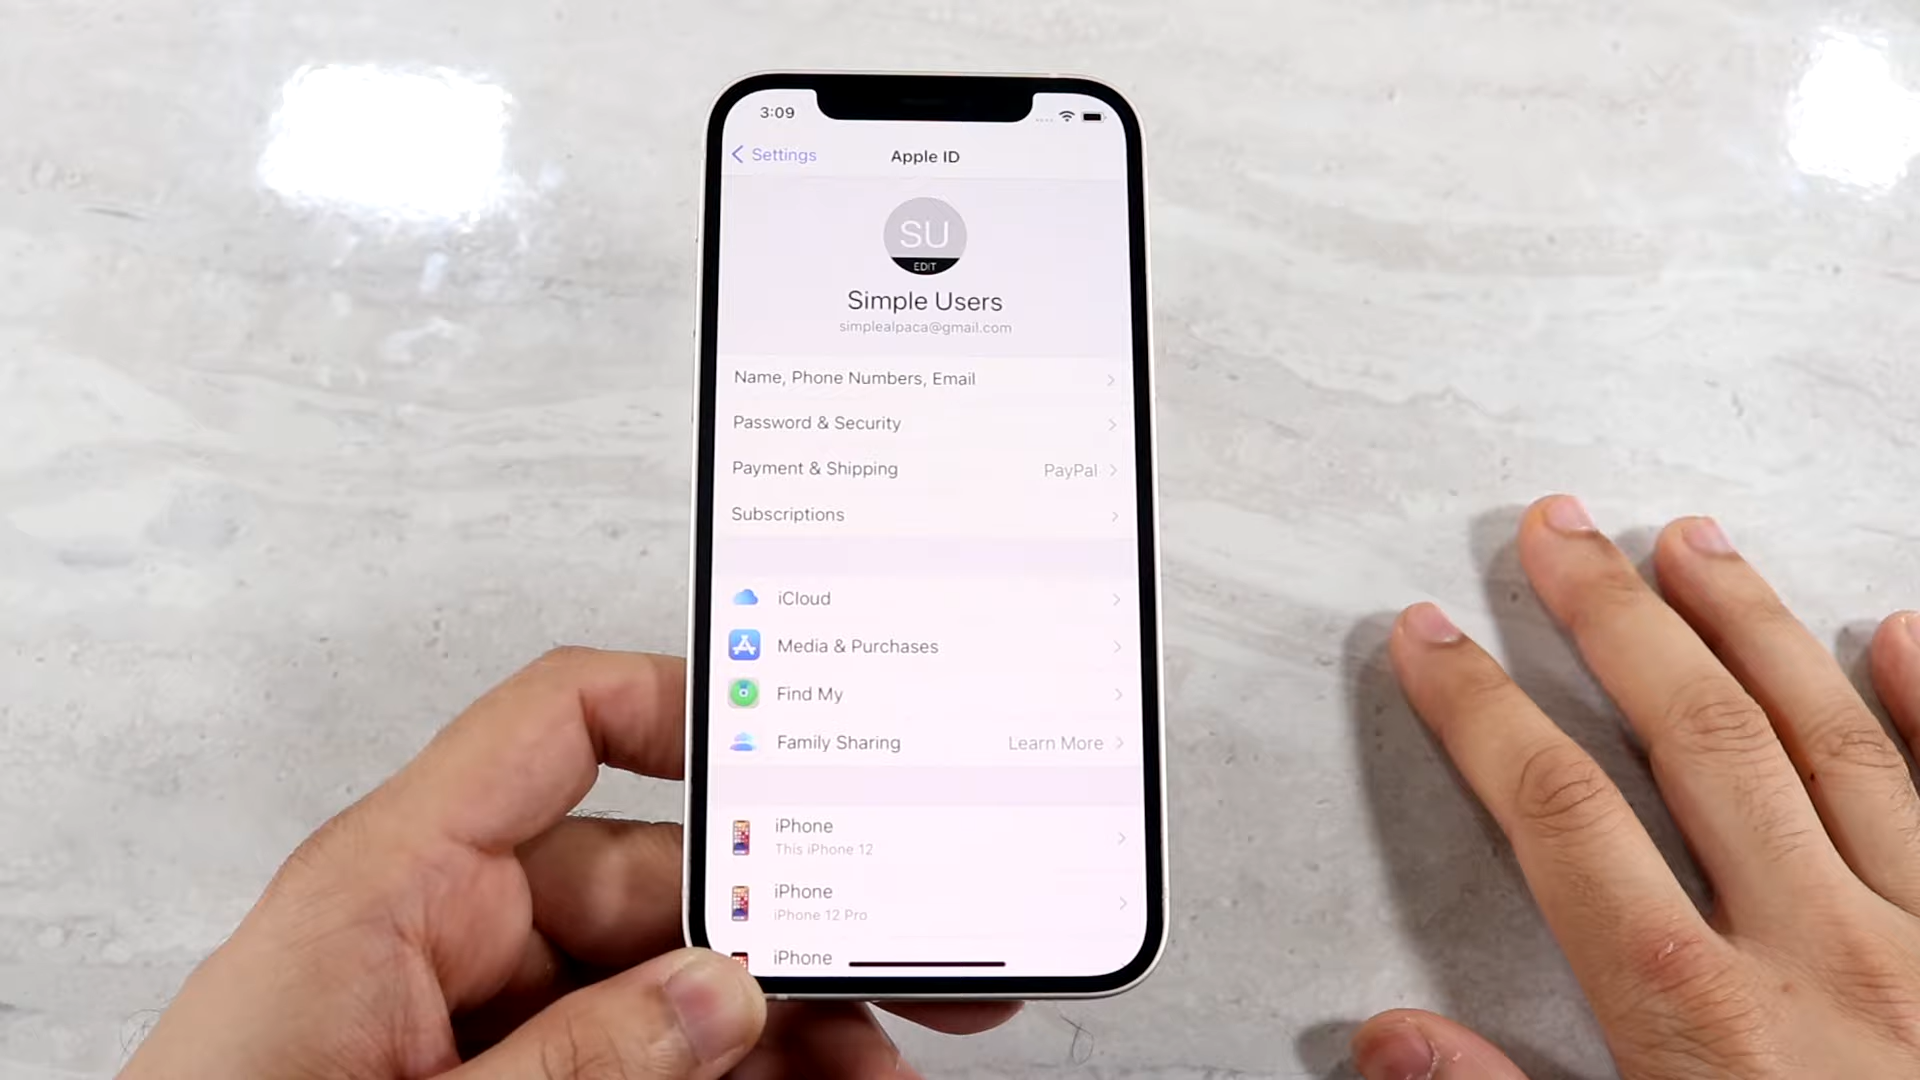 3:09
Settings
Apple ID
SU
EDIT
Simple Users
simplealpaca@gmail.com
Name, Phone Numbers, Email
Password & Security
Payment & Shipping PayPal
Subscriptions
iCloud
Media & Purchases
Find My
Family Sharing Learn More
iPhone
This iPhone 12
iPhone
iPhone 12 Pro
iPhone